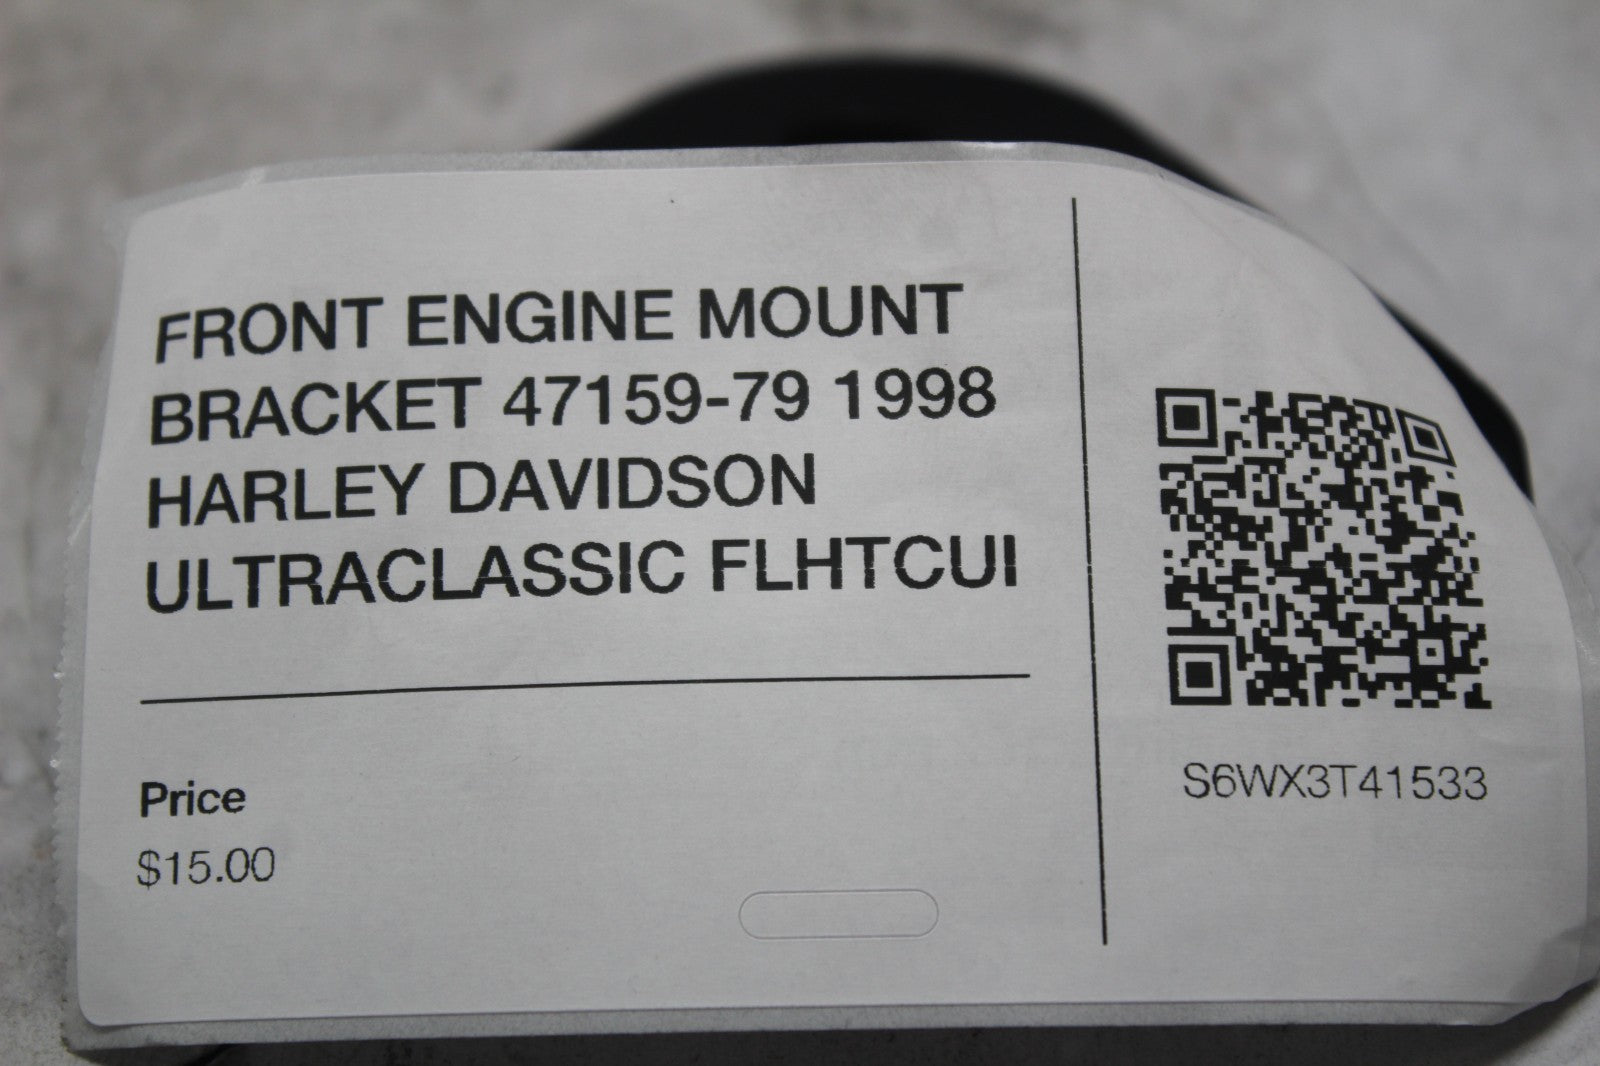 FRONT ENGINE MOUNT
BRACKET 47159-79 1998
HARLEY DAVIDSON
ULTRACLASSIC FLHTCUI
Price
$15.00
S6WX3T41533